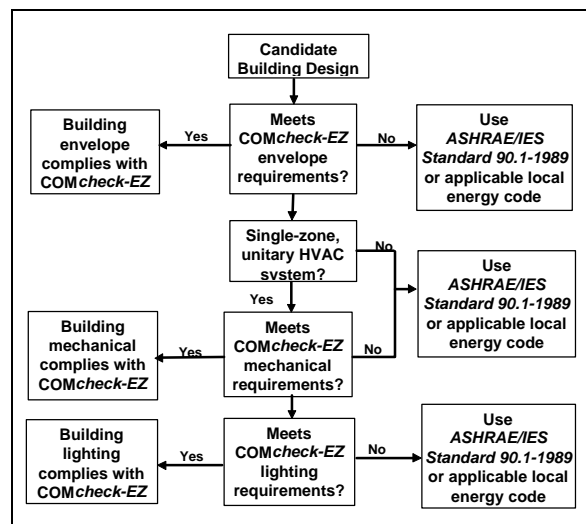 Candidate
Building Design
Building
envelope complies with
COMcheck-EZ
Yes
Meets
COMcheck-EZ
envelope
requirements?
No
Use
ASHRAE/IES
Standard 90.1-1989
or applicable local
energy code
Single-zone,
unitary HVAC
system?
No
Yes
Use
ASHRAE/IES
Standard 90.1-1989
or applicable local
energy code
Building
mechanical
complies with
COMcheck-EZ
Yes
Meets
COMcheck-EZ
mechanical
requirements?
No
Building
lighting
complies with
COMcheck-EZ
Yes
Meets
COMcheck-EZ
lighting
requirements?
No
Use
ASHRAE/IES
Standard 90.1-1989
or applicable local
energy code